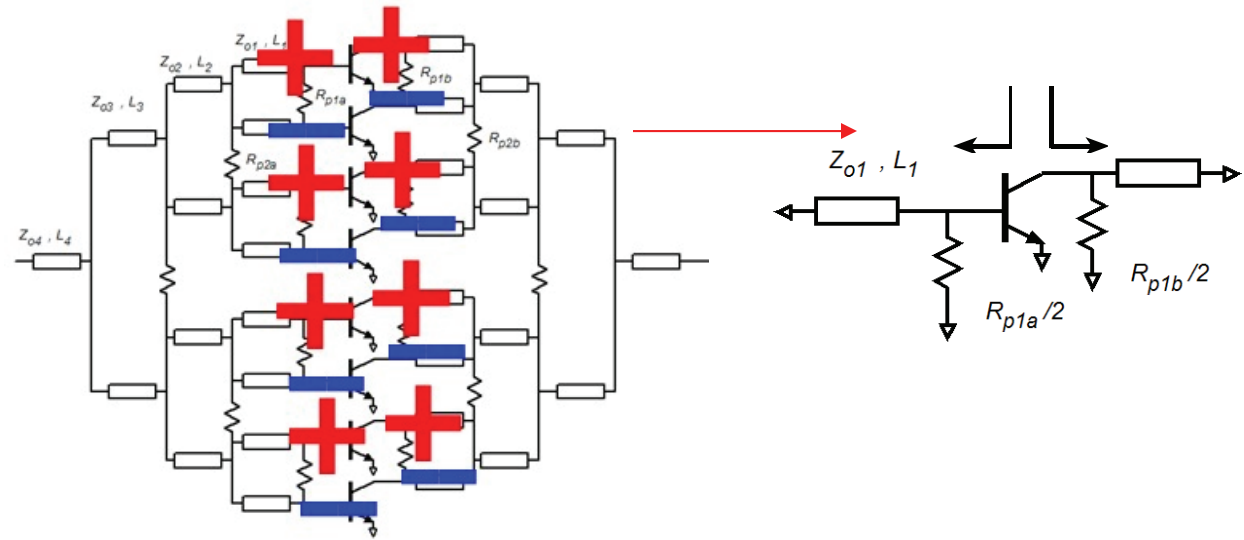 Zo1 , L1
Zo2 , L2
Zo3 , L3
Zo4 , L4
Rp1a
Rp1b
Rp2a
Rp2b
Zo1 , L1
Rp1a /2
Rp1b /2